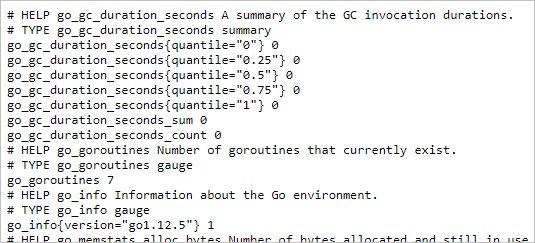 # HELP go_gc_duration_seconds A summary of the GC invocation durations.
# TYPE go_gc_duration_seconds summary
go_gc_duration_seconds{quantile="0"} 0
go_gc_duration_seconds{quantile="0.25"} 0
go_gc_duration_seconds{quantile="0.5"} 0
go_gc_duration_seconds{quantile="0.75"} 0
go_gc_duration_seconds{quantile="1"} 0
go_gc_duration_seconds_sum 0
go_gc_duration_seconds_count 0
# HELP go_goroutines Number of goroutines that currently exist.
# TYPE go_goroutines gauge
go_goroutines 7
# HELP go_info Information about the Go environment.
# TYPE go_info gauge
go_info{version="go1.12.5"} 1
# HELP go_memstats_alloc_bytes Number of bytes allocated and still in use